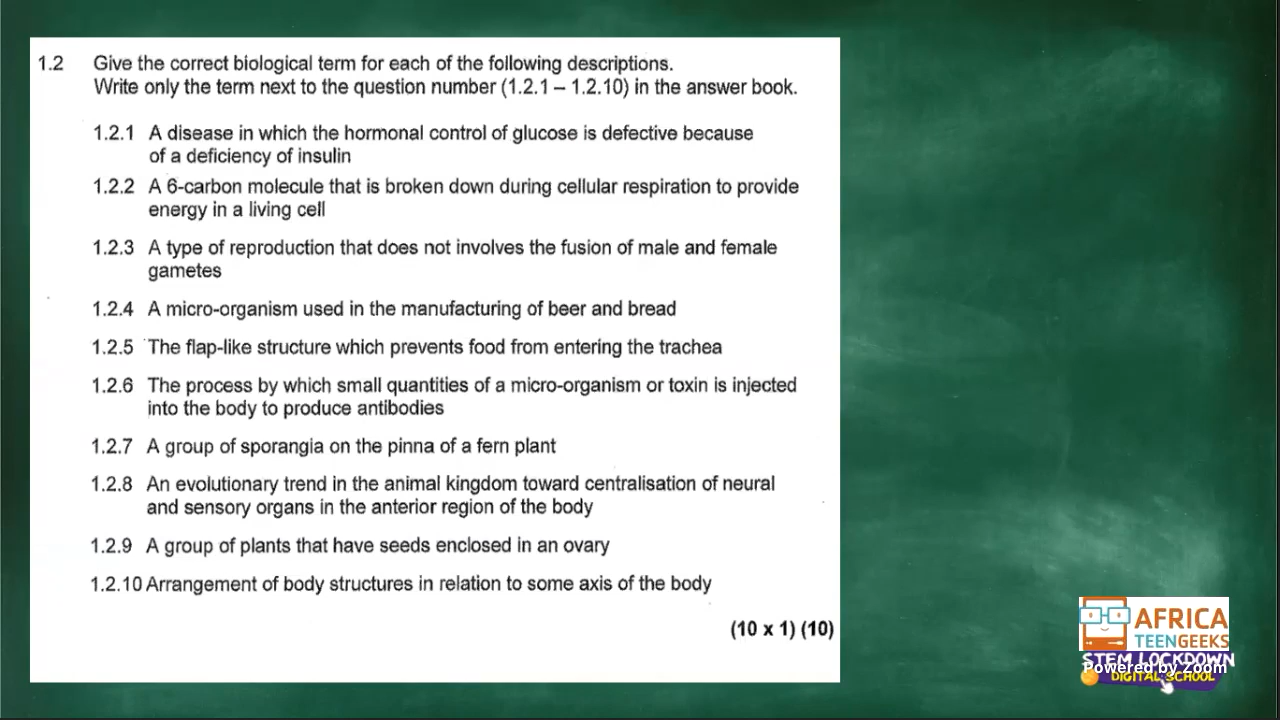 1.2 Give the correct biological term for each of the following descriptions.
Write only the term next to the question number (1.2.1 – 1.2.10) in the answer book.
1.2.1 A disease in which the hormonal control of glucose is defective because
of a deficiency of insulin
1.2.2 A 6-carbon molecule that is broken down during cellular respiration to provide
energy in a living cell
1.2.3 A type of reproduction that does not involves the fusion of male and female
gametes
1.2.4 A micro-organism used in the manufacturing of beer and bread
1.2.5 The flap-like structure which prevents food from entering the trachea
1.2.6 The process by which small quantities of a micro-organism or toxin is injected
into the body to produce antibodies
1.2.7 A group of sporangia on the pinna of a fern plant
1.2.8 An evolutionary trend in the animal kingdom toward centralisation of neural
and sensory organs in the anterior region of the body
1.2.9 A group of plants that have seeds enclosed in an ovary
1.2.10 Arrangement of body structures in relation to some axis of the body
(10 x 1) (10)
AFRICA
TEENGEEKS
STEM LOCKDOWN
Powered by Zoom
DIGITAL SCHOOL